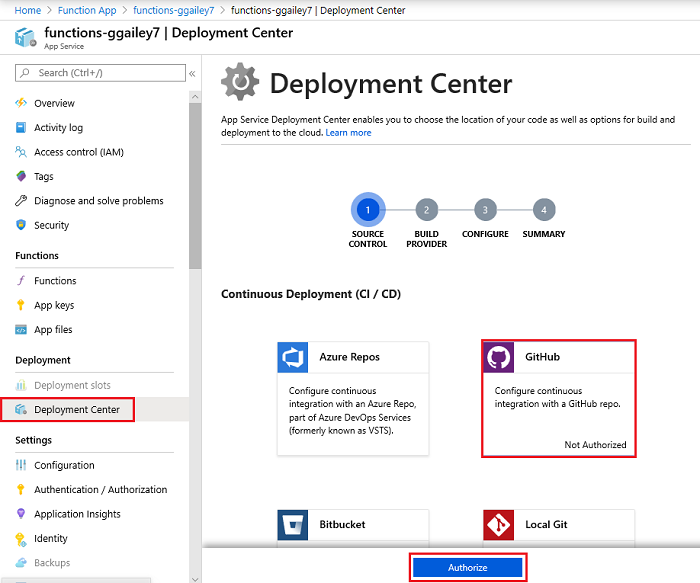 Home > Function App > functions-ggailey7 > functions-ggailey7 | Deployment Center
functions-ggailey7 | Deployment Center
App Service
Search (Ctrl+/)
«
Overview
Activity log
Access control (IAM)
Tags
Diagnose and solve problems
Security
Functions
Functions
App keys
App files
Deployment
Deployment slots
Deployment Center
Settings
Configuration
Authentication / Authorization
Application Insights
Identity
Backups
Deployment Center
App Service Deployment Center enables you to choose the location of your code as well as options for build and
deployment to the cloud. Learn more
1 2 3 4
SOURCE CONTROL
BUILD PROVIDER
CONFIGURE
SUMMARY
Continuous Deployment (CI / CD)
Azure Repos
Configure continuous
integration with an Azure Repo,
part of Azure DevOps Services
(formerly known as VSTS).
GitHub
Configure continuous
integration with a GitHub repo.
Not Authorized
Bitbucket
Local Git
Authorize